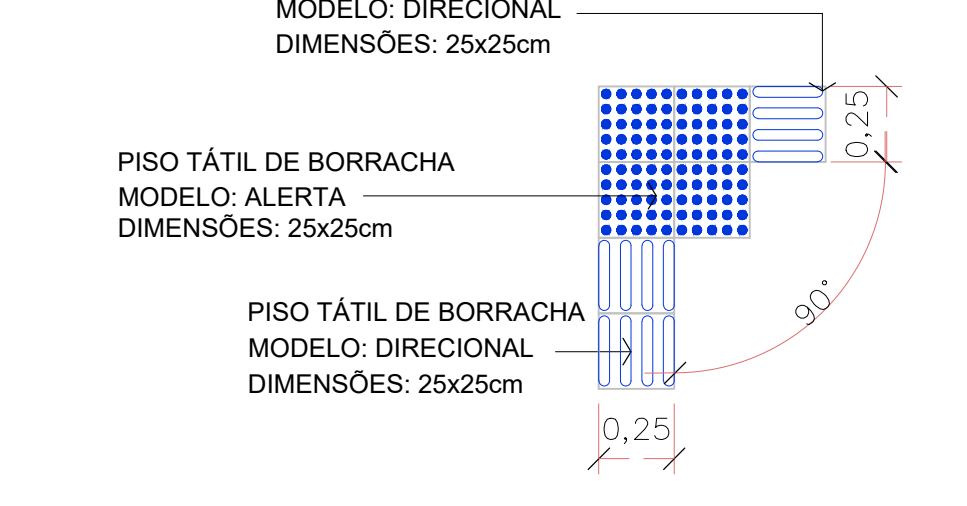 MODELO: DIRECIONAL
DIMENSÕES: 25x25cm
0,25
PISO TÁTIL DE BORRACHA
MODELO: ALERTA
DIMENSÕES: 25x25cm
90°
PISO TÁTIL DE BORRACHA
MODELO: DIRECIONAL
DIMENSÕES: 25x25cm
0,25